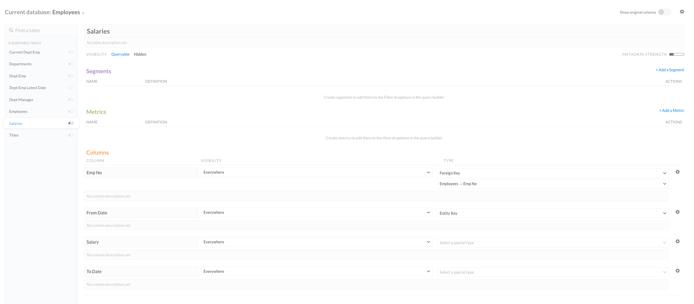 Current database: Employees
Show original schema
Find a table
8 QUERYABLE TABLES
Current Dept Emp
Departments
Dept Emp
Dept Emp Latest Date
Dept Manager
Employees
Salaries
Titles
Salaries
No table description yet
VISIBILITY Queryable Hidden
METADATA STRENGTH
Segments
+ Add a Segment
NAME DEFINITION ACTIONS
Create segments to add them to the Filter dropdown in the query builder
Metrics
+ Add a Metric
NAME DEFINITION ACTIONS
Create metrics to add them to the View dropdown in the query builder
Columns
COLUMN VISIBILITY TYPE
Emp No Everywhere Foreign Key
Employees → Emp No
No column description yet
From Date Everywhere Entity Key
No column description yet
Salary Everywhere Select a special type
No column description yet
To Date Everywhere Select a special type
No column description yet